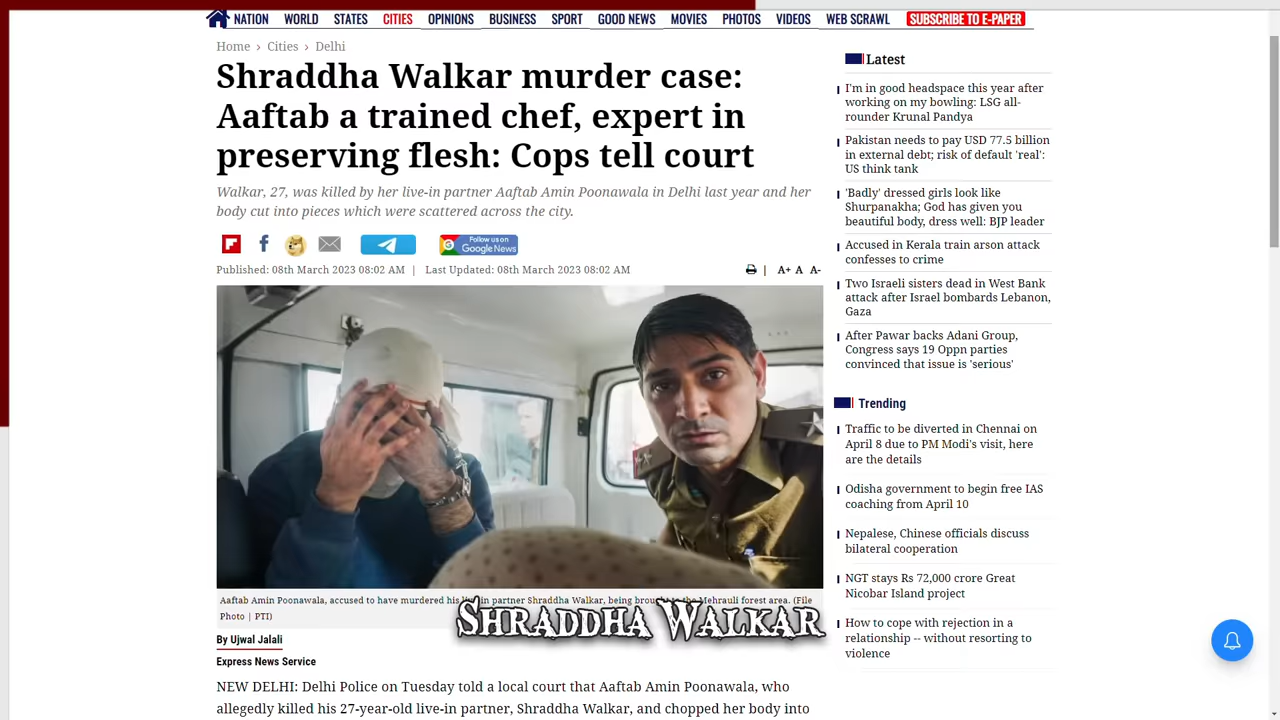 NATION WORLD STATES CITIES OPINIONS BUSINESS SPORT GOOD NEWS MOVIES PHOTOS VIDEOS WEB SCRAWL SUBSCRIBE TO E-PAPER
Home › Cities › Delhi
Shraddha Walkar murder case:
Aaftab a trained chef, expert in
preserving flesh: Cops tell court
Walkar, 27, was killed by her live-in partner Aaftab Amin Poonawala in Delhi last year and her
body cut into pieces which were scattered across the city.
Follow us on
Google News
Published: 08th March 2023 08:02 AM | Last Updated: 08th March 2023 08:02 AM
| A+ A A-
Aaftab Amin Poonawala, accused to have murdered his partner Shraddha Walkar, being Mehrauli forest area. (File
Photo | PTI)
SHRADDHA WALKAR
By Ujwal Jalali
Express News Service
NEW DELHI: Delhi Police on Tuesday told a local court that Aaftab Amin Poonawala, who
allegedly killed his 27-year-old live-in partner, Shraddha Walkar, and chopped her body into
Latest
I'm in good headspace this year after
working on my bowling: LSG all-
rounder Krunal Pandya
Pakistan needs to pay USD 77.5 billion
in external debt; risk of default 'real':
US think tank
'Badly' dressed girls look like
Shurpanakha; God has given you
beautiful body, dress well: BJP leader
Accused in Kerala train arson attack
confesses to crime
Two Israeli sisters dead in West Bank
attack after Israel bombards Lebanon,
Gaza
After Pawar backs Adani Group,
Congress says 19 Oppn parties
convinced that issue is 'serious'
Trending
Traffic to be diverted in Chennai on
April 8 due to PM Modi's visit, here
are the details
Odisha government to begin free IAS
coaching from April 10
Nepalese, Chinese officials discuss
bilateral cooperation
NGT stays Rs 72,000 crore Great
Nicobar Island project
How to cope with rejection in a
relationship -- without resorting to
violence